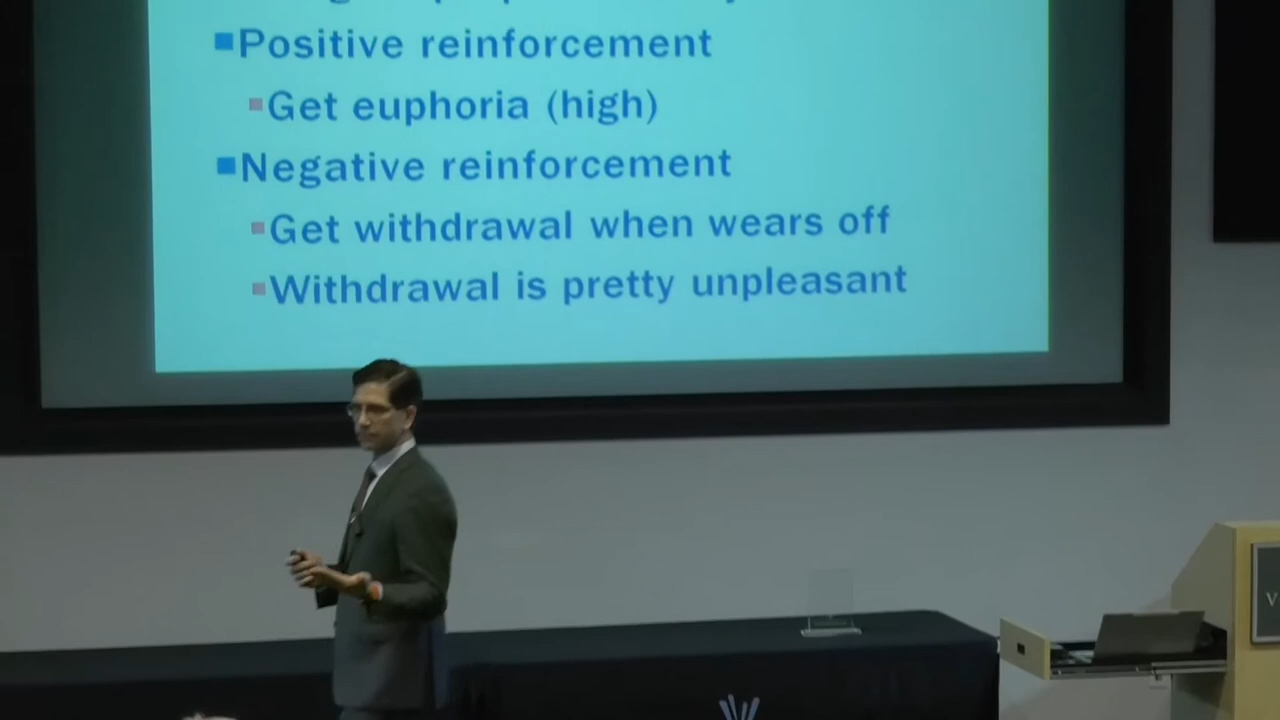 Positive reinforcement
Get euphoria (high)
Negative reinforcement
Get withdrawal when wears off
Withdrawal is pretty unpleasant
V